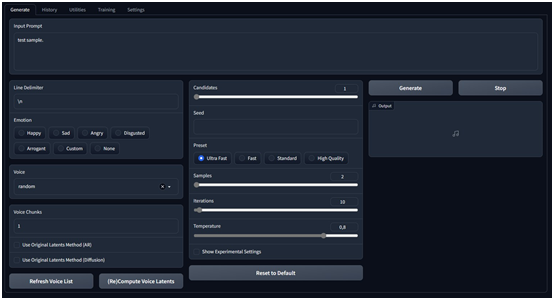 Generate History Utilities Training Settings
Input Prompt
test sample.
Line Delimiter
\n
Emotion
Happy Sad Angry Disgusted
Arrogant Custom None
Voice
random
Voice Chunks
1
Use Original Latents Method (AR)
Use Original Latents Method (Diffusion)
Refresh Voice List (Re)Compute Voice Latents
Candidates 1
Seed
Preset
Ultra Fast Fast Standard High Quality
Samples 2
Iterations 10
Temperature 0,8
Show Experimental Settings
Reset to Default
Generate Stop
Output